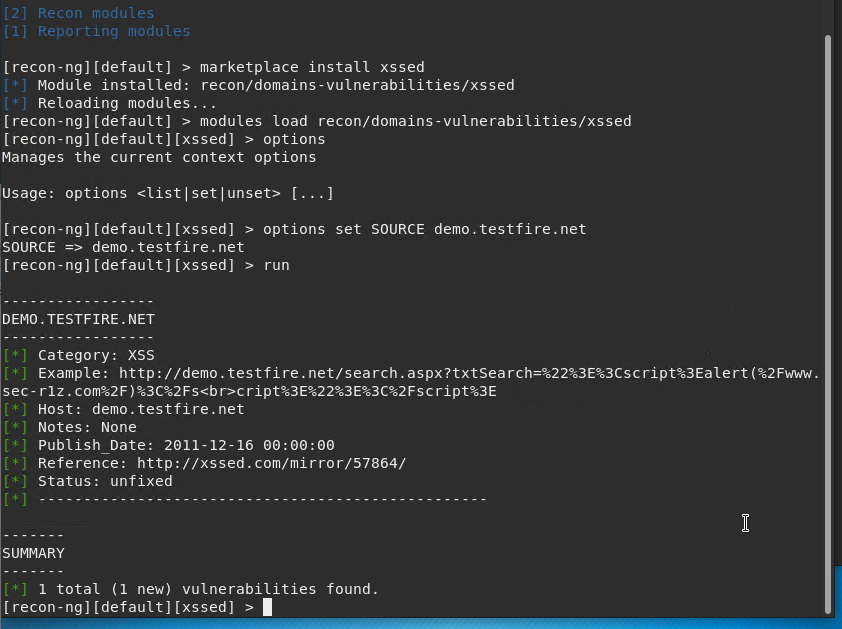 [2] Recon modules
[1] Reporting modules
[recon-ng][default] > marketplace install xssed
[*] Module installed: recon/domains-vulnerabilities/xssed
[*] Reloading modules...
[recon-ng][default] > modules load recon/domains-vulnerabilities/xssed
[recon-ng][default][xssed] > options
Manages the current context options
Usage: options <list|set|unset> [...]
[recon-ng][default][xssed] > options set SOURCE demo.testfire.net
SOURCE => demo.testfire.net
[recon-ng][default][xssed] > run
-----------------
DEMO.TESTFIRE.NET
-----------------
[*] Category: XSS
[*] Example: http://demo.testfire.net/search.aspx?txtSearch=%22%3E%3Cscript%3Ealert(%2Fwww.
sec-r1z.com%2F)%3C%2Fs<br>cript%3E%22%3E%3C%2Fscript%3E
[*] Host: demo.testfire.net
[*] Notes: None
[*] Publish_Date: 2011-12-16 00:00:00
[*] Reference: http://xssed.com/mirror/57864/
[*] Status: unfixed
[*] --------------------------------------------------
-------
SUMMARY
-------
[*] 1 total (1 new) vulnerabilities found.
[recon-ng][default][xssed] >